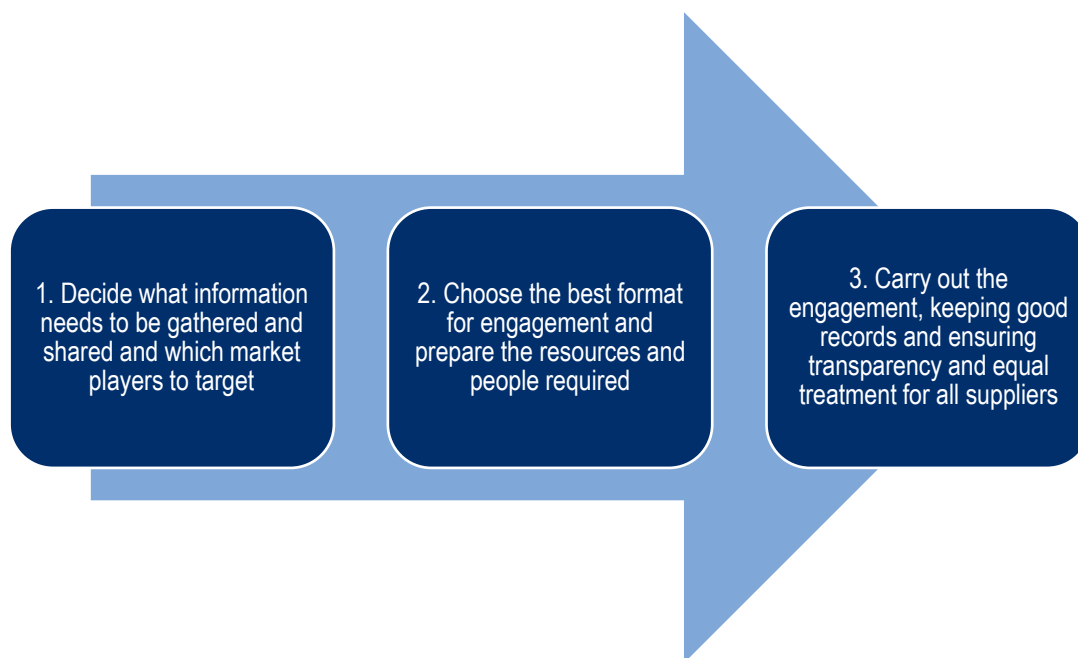 1. Decide what information
needs to be gathered and
shared and which market
players to target
2. Choose the best format
for engagement and
prepare the resources and
people required
3. Carry out the
engagement, keeping good
records and ensuring
transparency and equal
treatment for all suppliers